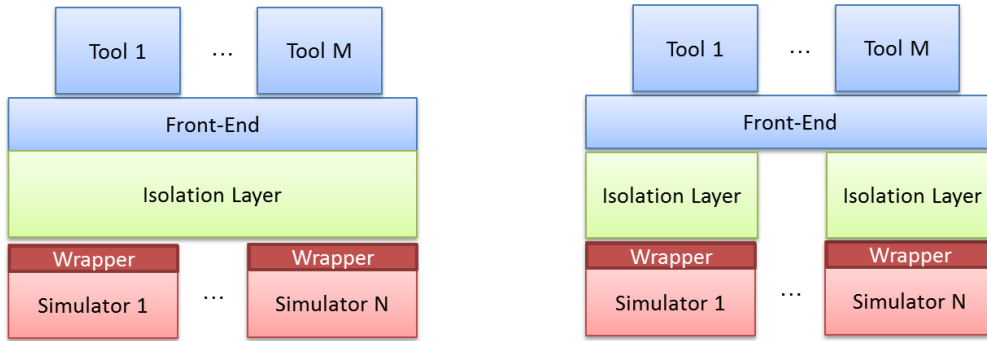 Tool 1 ... Tool M
Front-End
Isolation Layer
Wrapper Wrapper
Simulator 1 ... Simulator N
Tool 1 ... Tool M
Front-End
Isolation Layer Isolation Layer
Wrapper Wrapper
Simulator 1 ... Simulator N